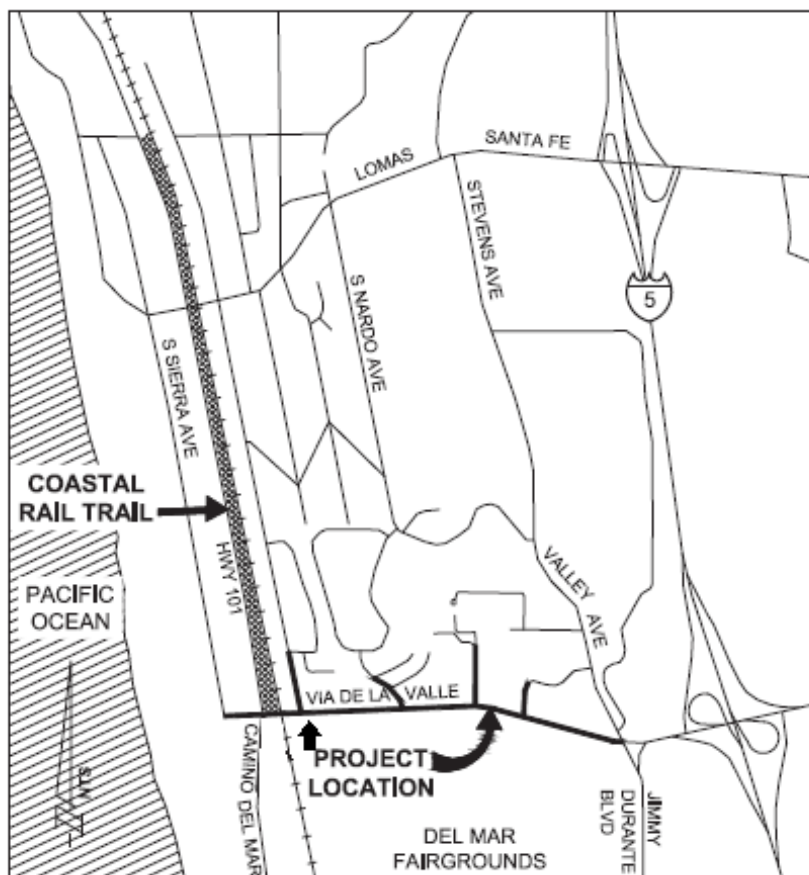 SANTA FE
LOMAS
STEVENS AVE
5
S NARDO AVE
S SIERRA AVE
COASTAL
RAIL TRAIL
HWY 101
VALLEY AVE
PACIFIC
OCEAN
VIA DE LA VALLE
PROJECT
LOCATION
CAMINO DEL MAR
NTS
JIMMY
DURANTE
BLVD
DEL MAR
FAIRGROUNDS